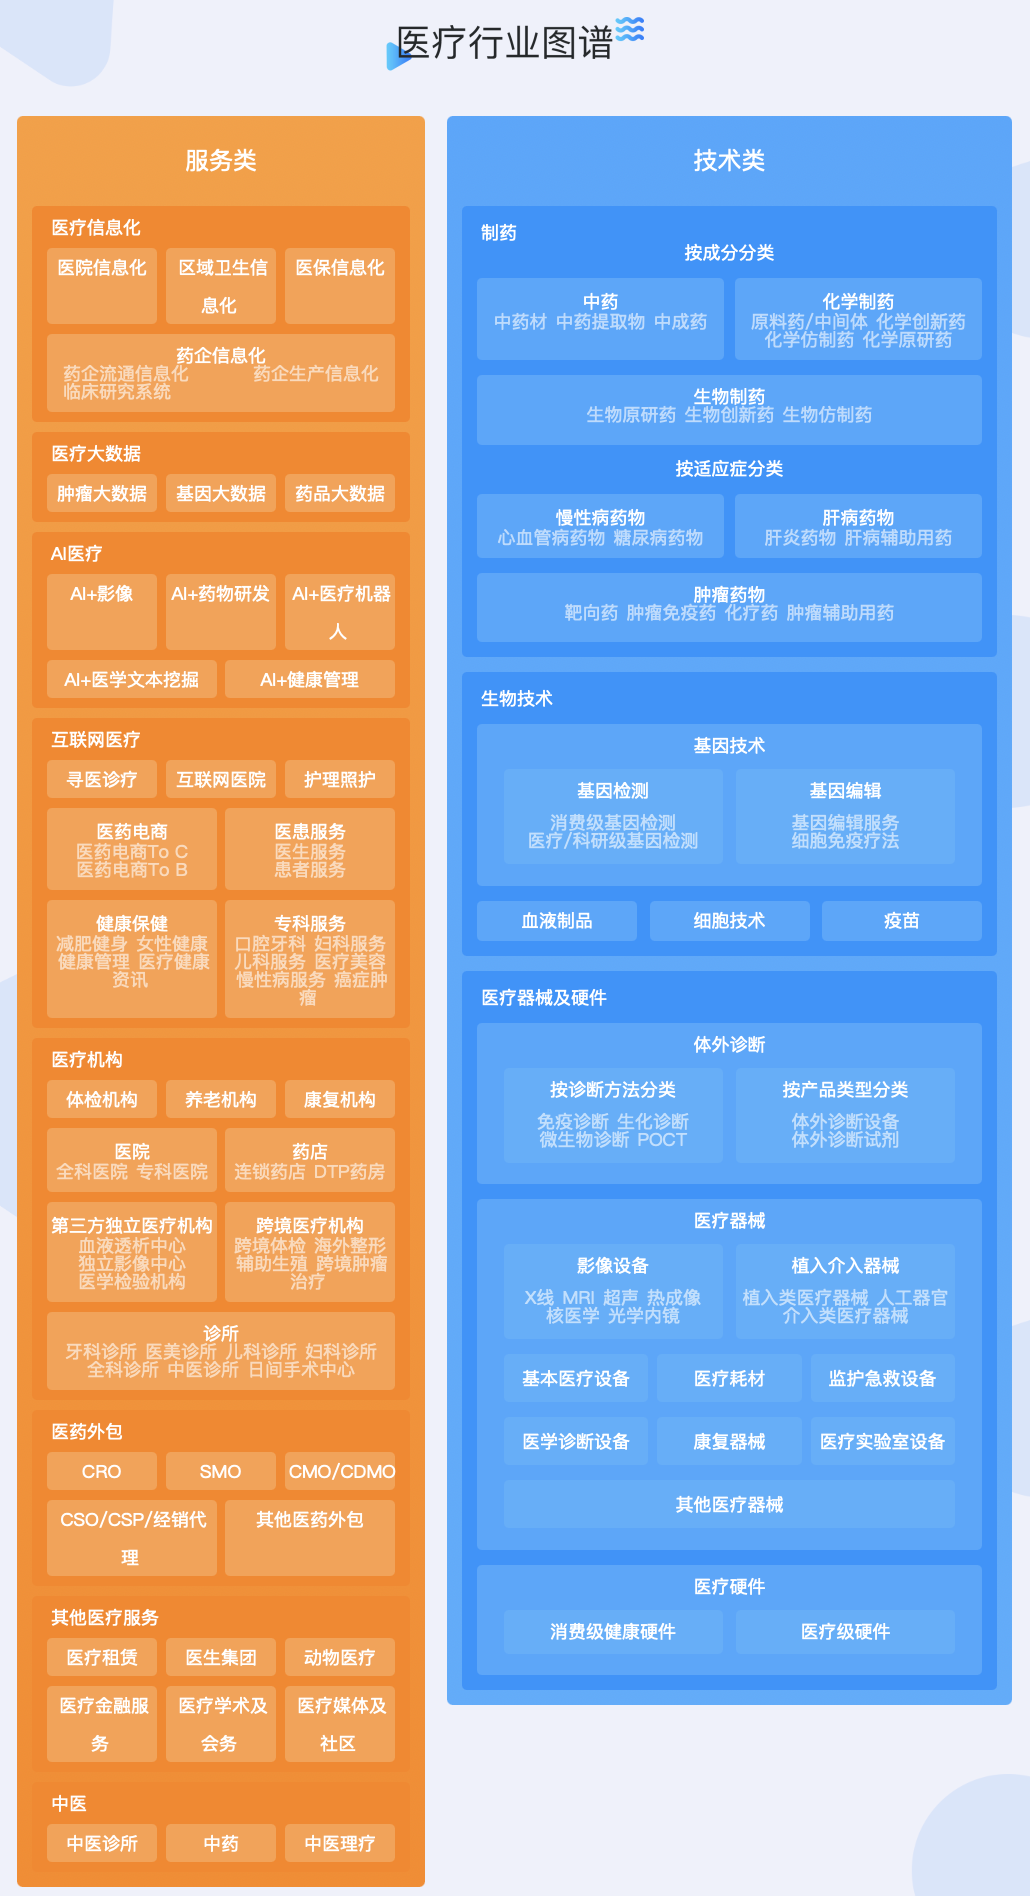 医疗行业图谱
服务类
医疗信息化
医院信息化
区域卫生信
息化
医保信息化
药企信息化
药企流通信息化 药企生产信息化
临床研究系统
医疗大数据
肿瘤大数据
基因大数据
药品大数据
AI医疗
AI+影像
AI+药物研发
AI+医疗机器
人
AI+医学文本挖掘
AI+健康管理
互联网医疗
寻医诊疗
互联网医院
护理照护
医药电商
医药电商To C
医药电商To B
医患服务
医生服务
患者服务
健康保健
减肥健身 女性健康
健康管理 医疗健康
资讯
专科服务
口腔牙科 妇科服务
儿科服务 医疗美容
慢性病服务 癌症肿
瘤
医疗机构
体检机构
养老机构
康复机构
医院
全科医院 专科医院
药店
连锁药店 DTP药房
第三方独立医疗机构
血液透析中心
独立影像中心
医学检验机构
跨境医疗机构
跨境体检 海外整形
辅助生殖 跨境肿瘤
治疗
诊所
牙科诊所 医美诊所 儿科诊所 妇科诊所
全科诊所 中医诊所 日间手术中心
医药外包
CRO
SMO
CMO/CDMO
CSO/CSP/经销代
理
其他医药外包
其他医疗服务
医疗租赁
医生集团
动物医疗
医疗金融服
务
医疗学术及
会务
医疗媒体及
社区
中医
中医诊所
中药
中医理疗
技术类
制药
按成分分类
中药
中药材 中药提取物 中成药
化学制药
原料药/中间体 化学创新药
化学仿制药 化学原研药
生物制药
生物原研药 生物创新药 生物仿制药
按适应症分类
慢性病药物
心血管病药物 糖尿病药物
肝病药物
肝炎药物 肝病辅助用药
肿瘤药物
靶向药 肿瘤免疫药 化疗药 肿瘤辅助用药
生物技术
基因技术
基因检测
消费级基因检测
医疗/科研级基因检测
基因编辑
基因编辑服务
细胞免疫疗法
血液制品
细胞技术
疫苗
医疗器械及硬件
体外诊断
按诊断方法分类
免疫诊断 生化诊断
微生物诊断 POCT
按产品类型分类
体外诊断设备
体外诊断试剂
医疗器械
影像设备
X线 MRI 超声 热成像
核医学 光学内镜
植入介入器械
植入类医疗器械 人工器官
介入类医疗器械
基本医疗设备
医疗耗材
监护急救设备
医学诊断设备
康复器械
医疗实验室设备
其他医疗器械
医疗硬件
消费级健康硬件
医疗级硬件